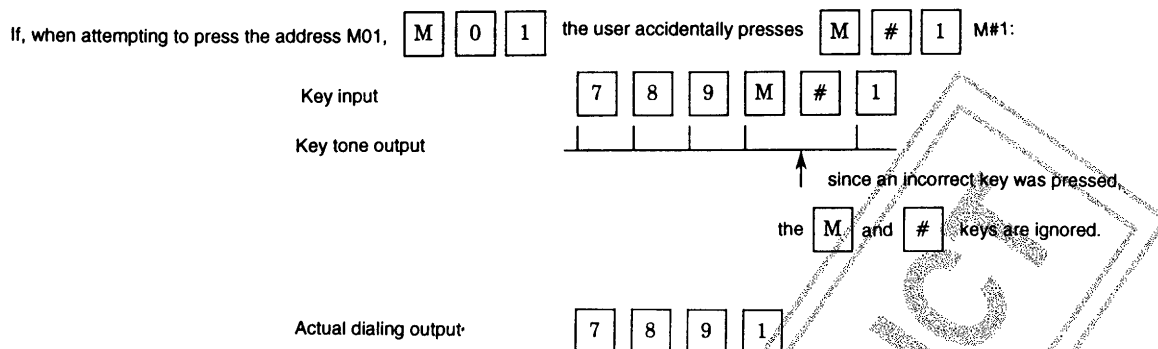 If, when attempting to press the address M01, M 0 1 the user accidentally presses M # 1 M#1:
Key input 7 8 9 M # 1
Key tone output
since an incorrect key was pressed,
the M and # keys are ignored.
Actual dialing output 7 8 9 1